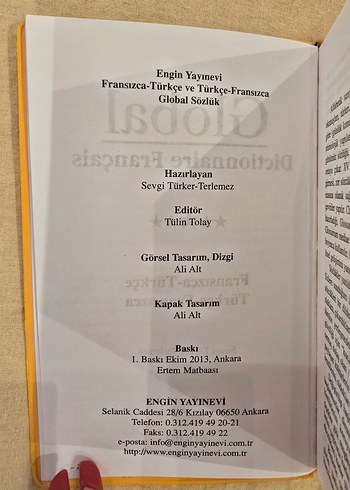 Engin Yayınevi
Fransızca-Türkçe ve Türkçe-Fransızca
Global Sözlük
Hazırlayan
Sevgi Türker-Terlemez
Editör
Tülin Tolay
Görsel Tasarım, Dizgi
Ali Alt
Kapak Tasarım
Ali Alt
Baskı
1. Baskı Ekim 2013, Ankara
Ertem Matbaası
ENGİN YAYINEVİ
Selanik Caddesi 28/6 Kızılay 06650 Ankara
Telefon: 0.312.419 49 20-21
Faks: 0.312.419 49 22
e-posta: info@enginyayinevi.com.tr
http://www.enginyayinevi.com.tr